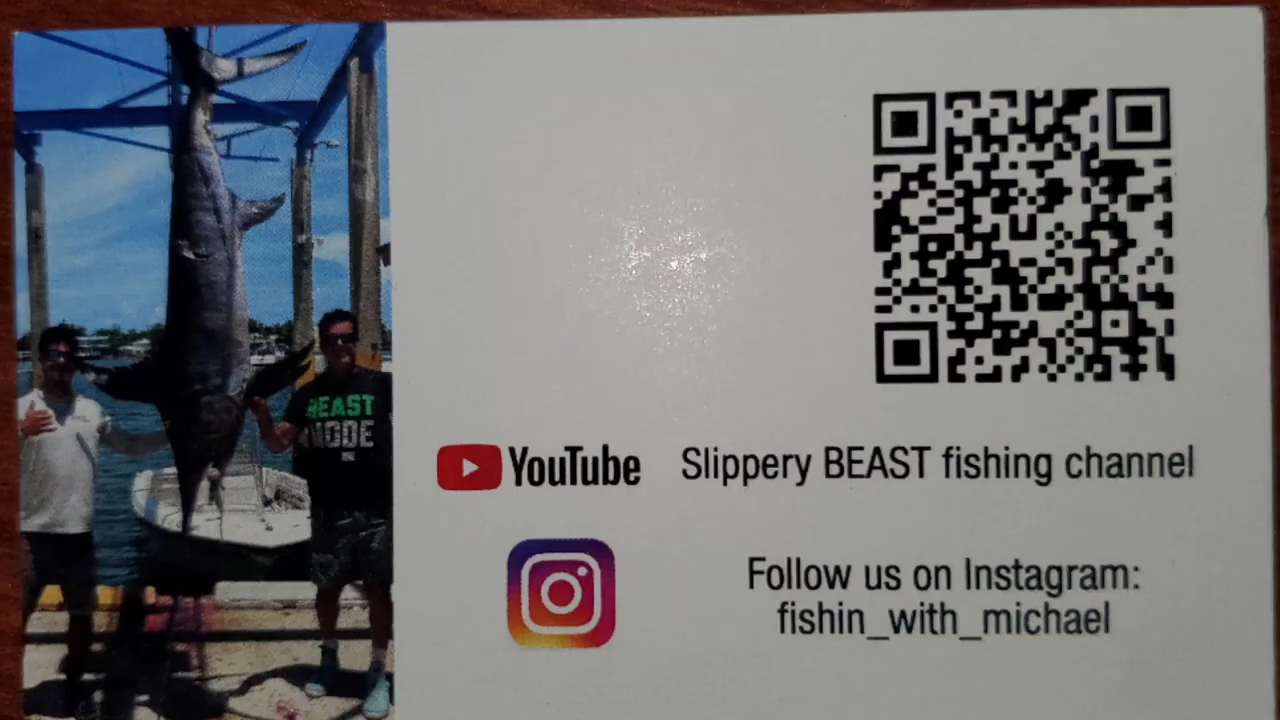 BEAST
MODE
YouTube Slippery BEAST fishing channel
Follow us on Instagram:
fishin_with_michael